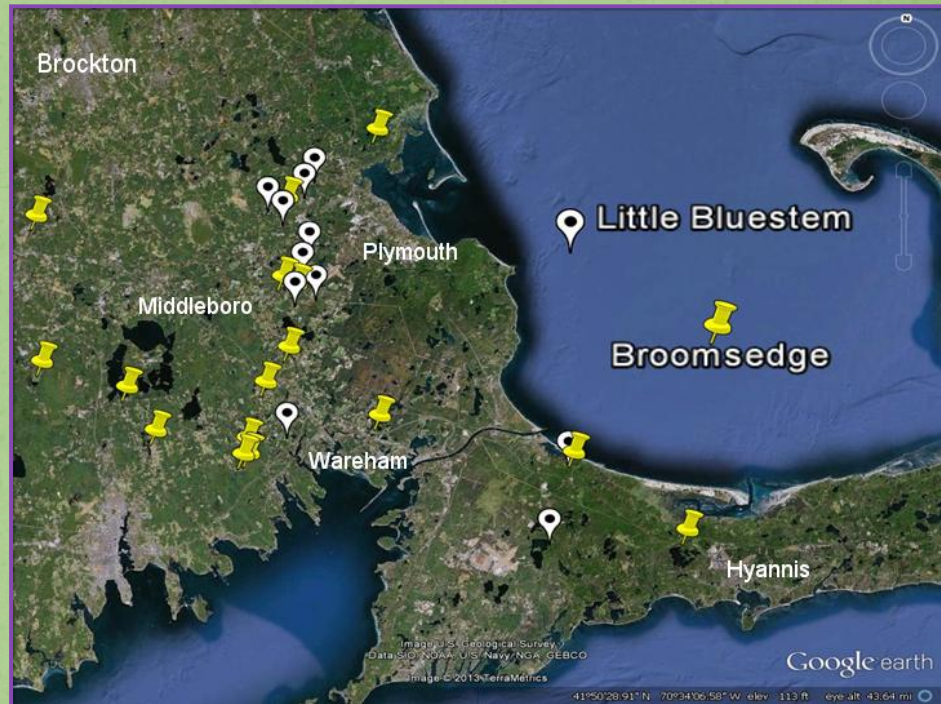 N
Brockton
Little Bluestem
Plymouth
Middleboro
Broomsedge
Wareham
Hyannis
Image U.S. Geological Survey
Data SIO, NOAA, U.S. Navy, NGA, GEBCO
Image © 2013 TerraMetrics
Google earth
41°50'28.91" N 70°34'06.58" W elev 113 ft eye alt 43.64 mi